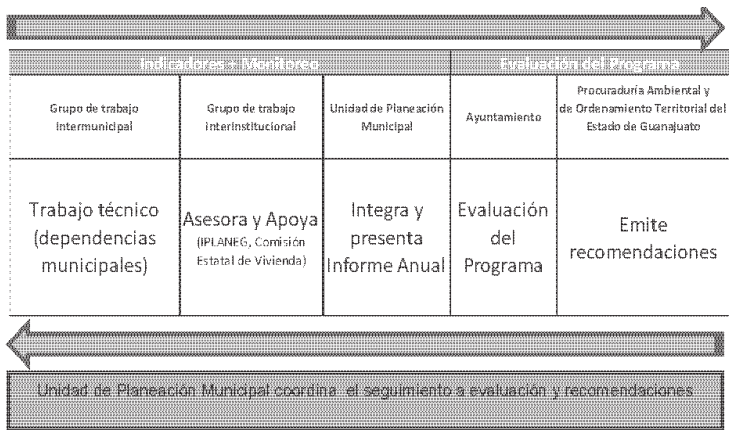 Indicadores + Monitoreo
Evaluación del Programa
Grupo de trabajo
intermunicipal
Grupo de trabajo
interinstitucional
Unidad de Planeación
Municipal
Ayuntamiento
Procuraduría Ambiental y
de Ordenamiento Territorial del
Estado de Guanajuato
Trabajo técnico
(dependencias
municipales)
Asesora y Apoya
(IPLANEG, Comisión
Estatal de Vivienda)
Integra y
presenta
Informe Anual
Evaluación
del
Programa
Emite
recomendaciones
Unidad de Planeación Municipal coordina el seguimiento a evaluación y recomendaciones